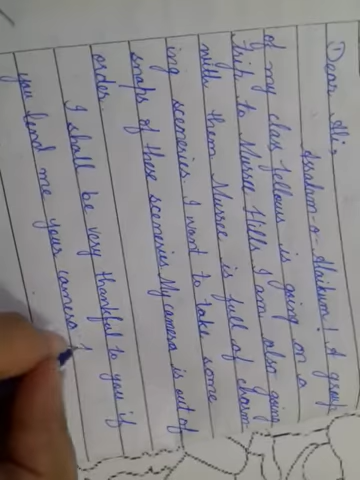 Dear Ali,
Assalam-o-Alaikum! A group
of my class fellows is going on a
trip to Murree Hills. I am also going
with them. Murree is full of charm
ing sceneries. I want to take some
snaps of these sceneries. My camera is out of
order.
I shall be very thankful to you if
you lend me your camera